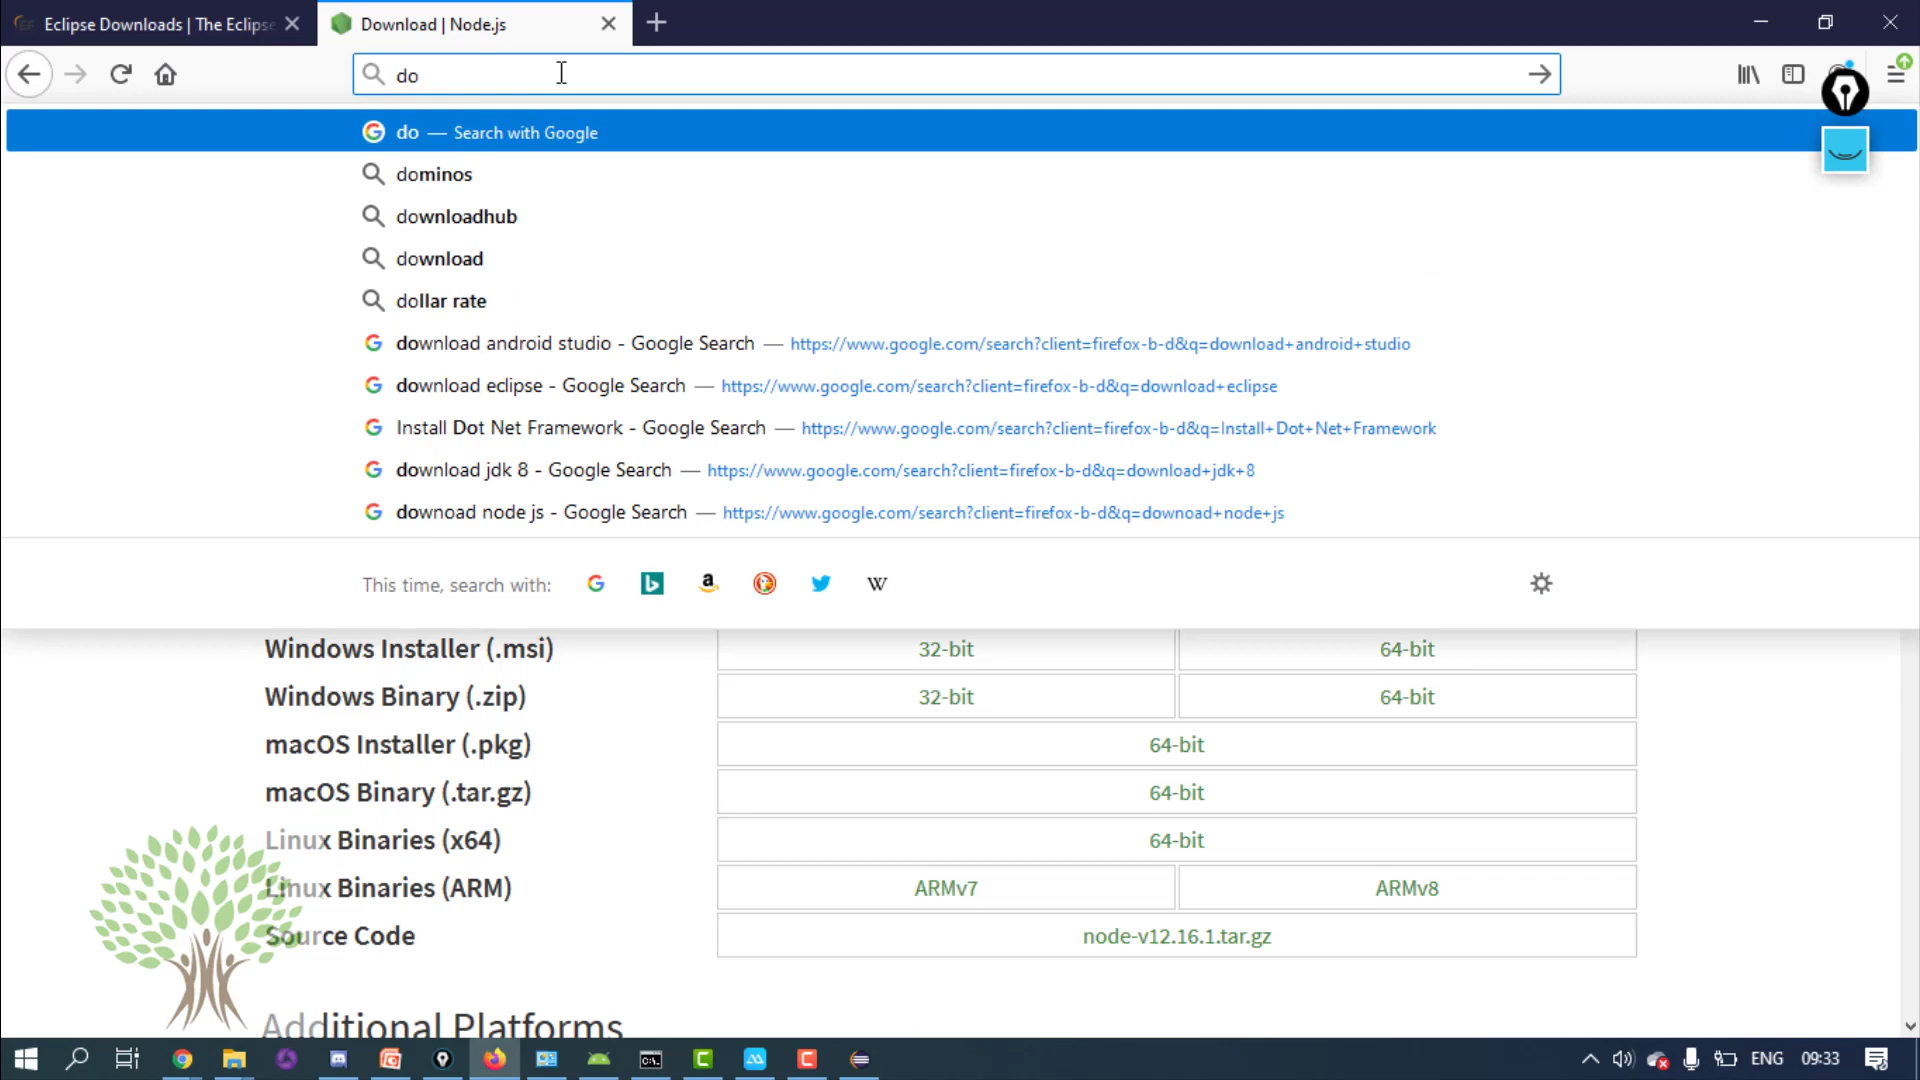 Eclipse Downloads | The Eclipse
Download | Node.js
do
do — Search with Google
dominos
downloadhub
download
dollar rate
download android studio - Google Search — https://www.google.com/search?client=firefox-b-d&q=download+android+studio
download eclipse - Google Search — https://www.google.com/search?client=firefox-b-d&q=download+eclipse
Install Dot Net Framework - Google Search — https://www.google.com/search?client=firefox-b-d&q=Install+Dot+Net+Framework
download jdk 8 - Google Search — https://www.google.com/search?client=firefox-b-d&q=download+jdk+8
downoad node js - Google Search — https://www.google.com/search?client=firefox-b-d&q=downoad+node+js
This time, search with:
Windows Installer (.msi) 32-bit 64-bit
Windows Binary (.zip) 32-bit 64-bit
macOS Installer (.pkg) 64-bit
macOS Binary (.tar.gz) 64-bit
Linux Binaries (x64) 64-bit
Linux Binaries (ARM) ARMv7 ARMv8
Source Code node-v12.16.1.tar.gz
Additional Platforms
ENG 09:33